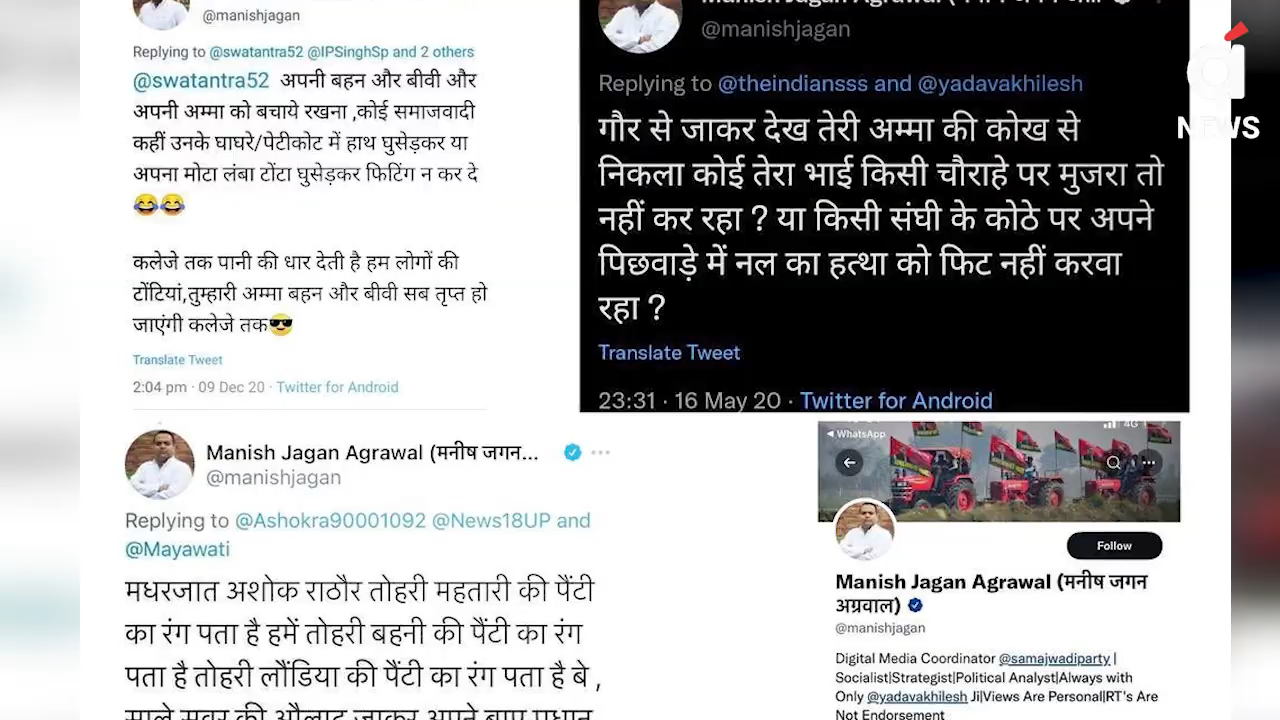 @manishjagan
Replying to @swatantra52 @IPSinghSp and 2 others
@swatantra52 अपनी बहन और बीवी और
अपनी अम्मा को बचाये रखना ,कोई समाजवादी
कहीं उनके घाघरे/पेटीकोट में हाथ घुसेड़कर या
अपना मोटा लंबा टोंटा घुसेड़कर फिटिंग न कर दे
😂😂
कलेजे तक पानी की धार देती है हम लोगों की
टोंटियां,तुम्हारी अम्मा बहन और बीवी सब तृप्त हो
जाएंगी कलेजे तक😎
Translate Tweet
2:04 pm · 09 Dec 20 · Twitter for Android
@manishjagan
Replying to @theindiansss and @yadavakhilesh
गौर से जाकर देख तेरी अम्मा की कोख से
निकला कोई तेरा भाई किसी चौराहे पर मुजरा तो
नहीं कर रहा ? या किसी संघी के कोठे पर अपने
पिछवाड़े में नल का हत्था को फिट नहीं करवा
रहा ?
Translate Tweet
23:31 · 16 May 20 · Twitter for Android
NEWS
Manish Jagan Agrawal (मनीष जगन...
@manishjagan
Replying to @Ashokra90001092 @News18UP and
@Mayawati
मधरजात अशोक राठौर तोहरी महतारी की पैंटी
का रंग पता है हमें तोहरी बहनी की पैंटी का रंग
पता है तोहरी लौंडिया की पैंटी का रंग पता है बे ,
WhatsApp
4G
Follow
Manish Jagan Agrawal (मनीष जगन
अग्रवाल)
@manishjagan
Digital Media Coordinator @samajwadiparty |
Socialist|Strategist|Political Analyst|Always with
Only @yadavakhilesh Ji|Views Are Personal|RT's Are
Not Endorsement